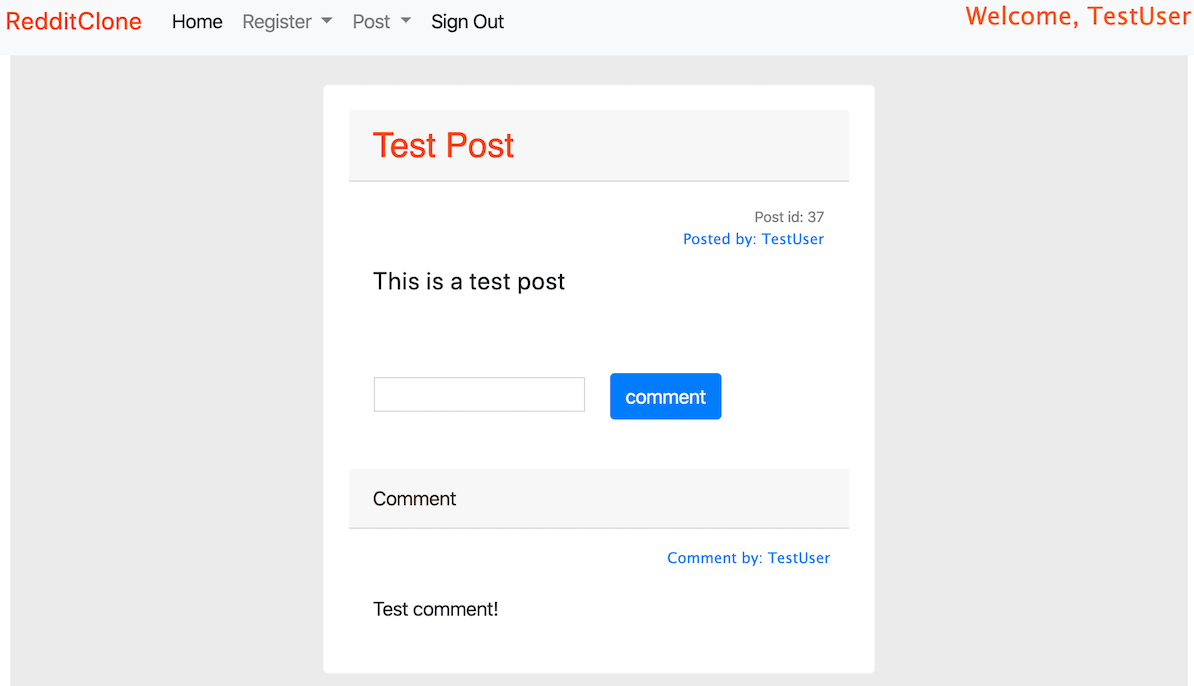 RedditClone Home Register Post Sign Out Welcome, TestUser
Test Post
Post id: 37
Posted by: TestUser
This is a test post
comment
Comment
Comment by: TestUser
Test comment!